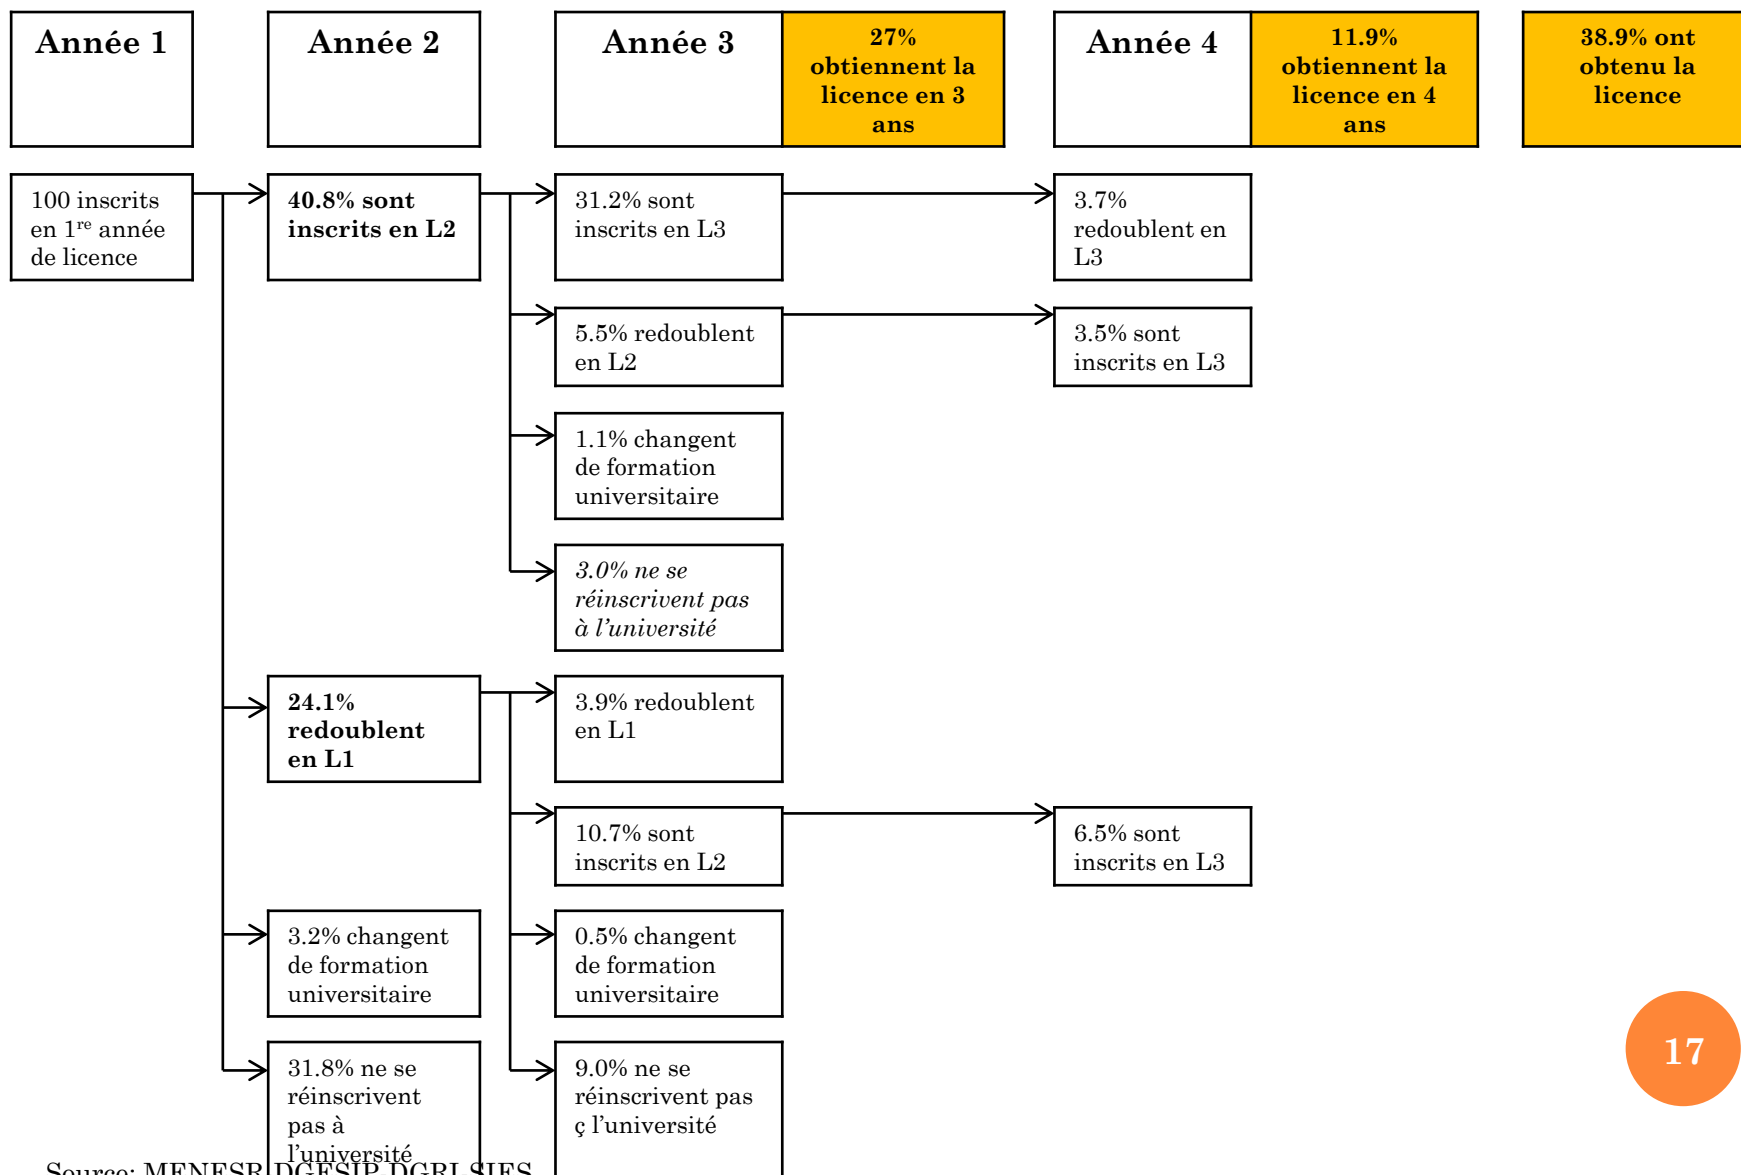 Année 1
Année 2
Année 3
27%
obtiennent la
licence en 3
ans
Année 4
11.9%
obtiennent la
licence en 4
ans
38.9% ont
obtenu la
licence
100 inscrits
en 1re année
de licence
40.8% sont
inscrits en L2
31.2% sont
inscrits en L3
3.7%
redoublent en
L3
5.5% redoublent
en L2
3.5% sont
inscrits en L3
1.1% changent
de formation
universitaire
3.0% ne se
réinscrivent pas
à l'université
24.1%
redoublent
en L1
3.9% redoublent
en L1
10.7% sont
inscrits en L2
6.5% sont
inscrits en L3
3.2% changent
de formation
universitaire
0.5% changent
de formation
universitaire
31.8% ne se
réinscrivent
pas à
l'université
9.0% ne se
réinscrivent pas
ç l'université
17
Source: MENESR-DGESIP-DGRI-SIES